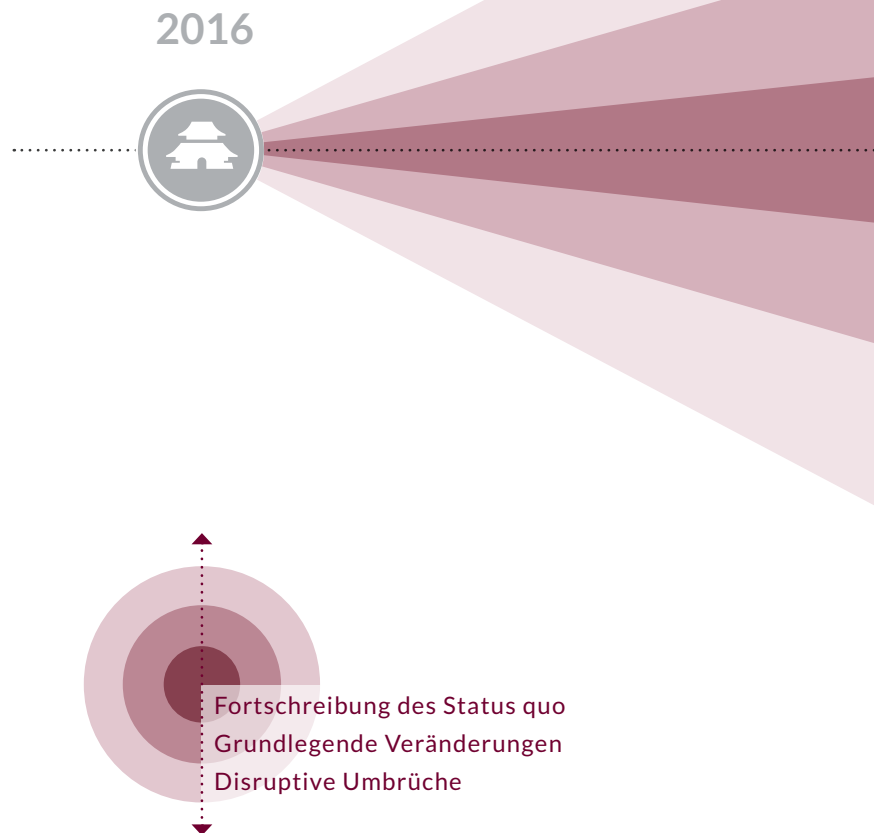 2016
Fortschreibung des Status quo
Grundlegende Veränderungen
Disruptive Umbrüche